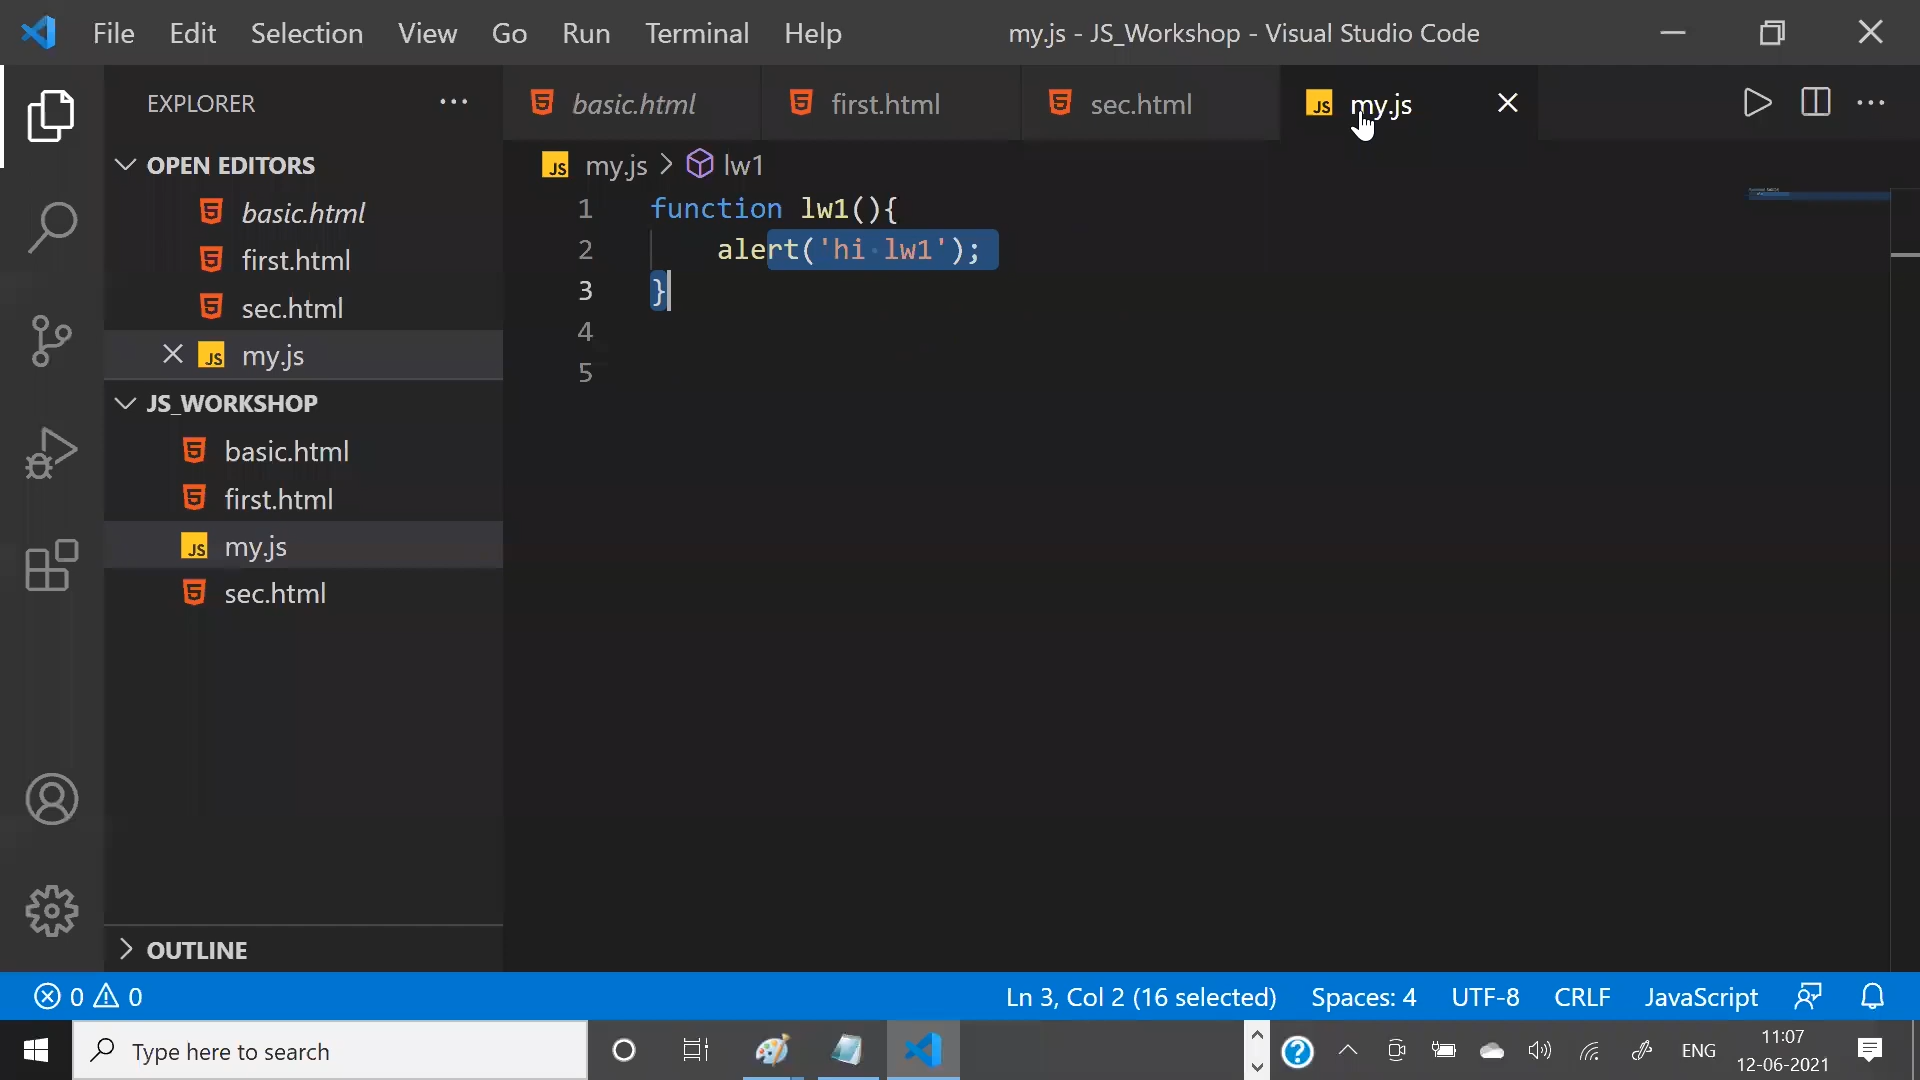 File Edit Selection View Go Run Terminal Help my.js - JS_Workshop - Visual Studio Code
EXPLORER
OPEN EDITORS
basic.html
first.html
sec.html
my.js
JS_WORKSHOP
basic.html
first.html
my.js
sec.html
OUTLINE
basic.html first.html sec.html my.js
my.js > lw1
1 function lw1(){
2 alert('hi·lw1');
3 }
4
5
0 0 Ln 3, Col 2 (16 selected) Spaces: 4 UTF-8 CRLF JavaScript
Type here to search ENG 11:07
12-06-2021